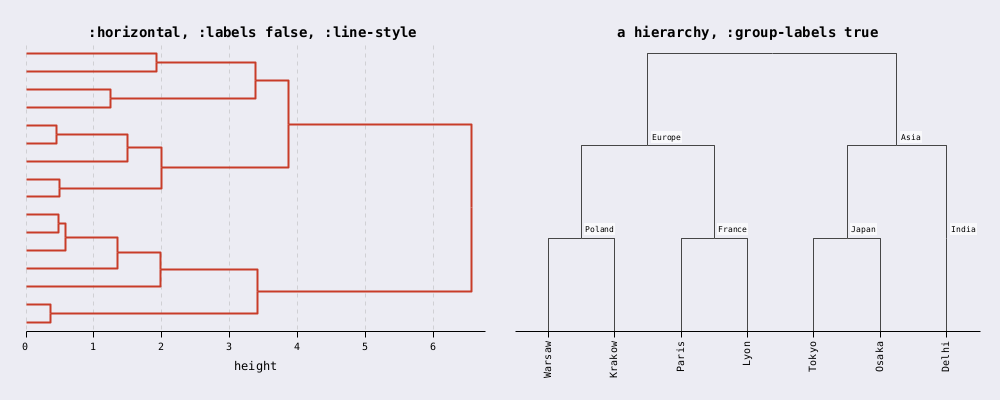 :horizontal, :labels false, :line-style
0 1 2 3 4 5 6
height
a hierarchy, :group-labels true
Europe Asia
Poland France Japan India
Warsaw Krakow Paris Lyon Tokyo Osaka Delhi